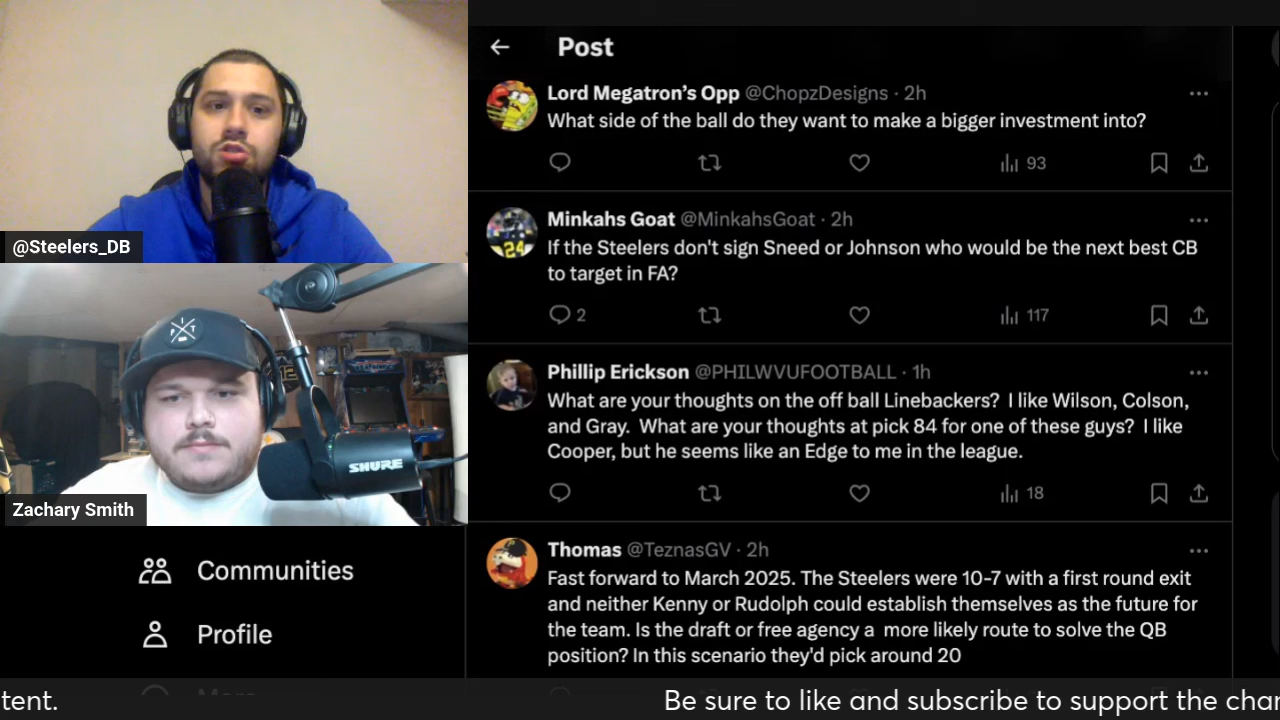 @Steelers_DB
P I T
SHURE
Zachary Smith
Communities
Profile
Post
Lord Megatron’s Opp @ChopzDesigns · 2h
What side of the ball do they want to make a bigger investment into?
93
Minkahs Goat @MinkahsGoat · 2h
If the Steelers don't sign Sneed or Johnson who would be the next best CB
to target in FA?
2 117
Phillip Erickson @PHILWVUFOOTBALL · 1h
What are your thoughts on the off ball Linebackers? I like Wilson, Colson,
and Gray. What are your thoughts at pick 84 for one of these guys? I like
Cooper, but he seems like an Edge to me in the league.
18
Thomas @TeznasGV · 2h
Fast forward to March 2025. The Steelers were 10-7 with a first round exit
and neither Kenny or Rudolph could establish themselves as the future for
the team. Is the draft or free agency a more likely route to solve the QB
position? In this scenario they'd pick around 20
tent. Be sure to like and subscribe to support the